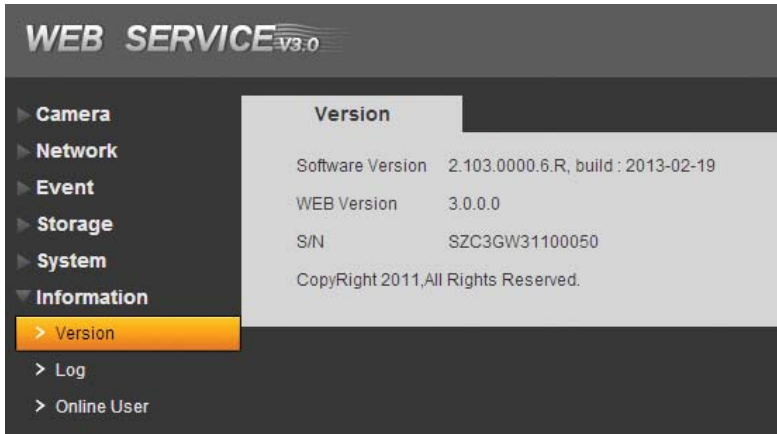 WEB SERVICE V3.0
Camera
Network
Event
Storage
System
Information
> Version
> Log
> Online User
Version
Software Version 2.103.0000.6.R, build : 2013-02-19
WEB Version 3.0.0.0
S/N SZC3GW31100050
CopyRight 2011,All Rights Reserved.